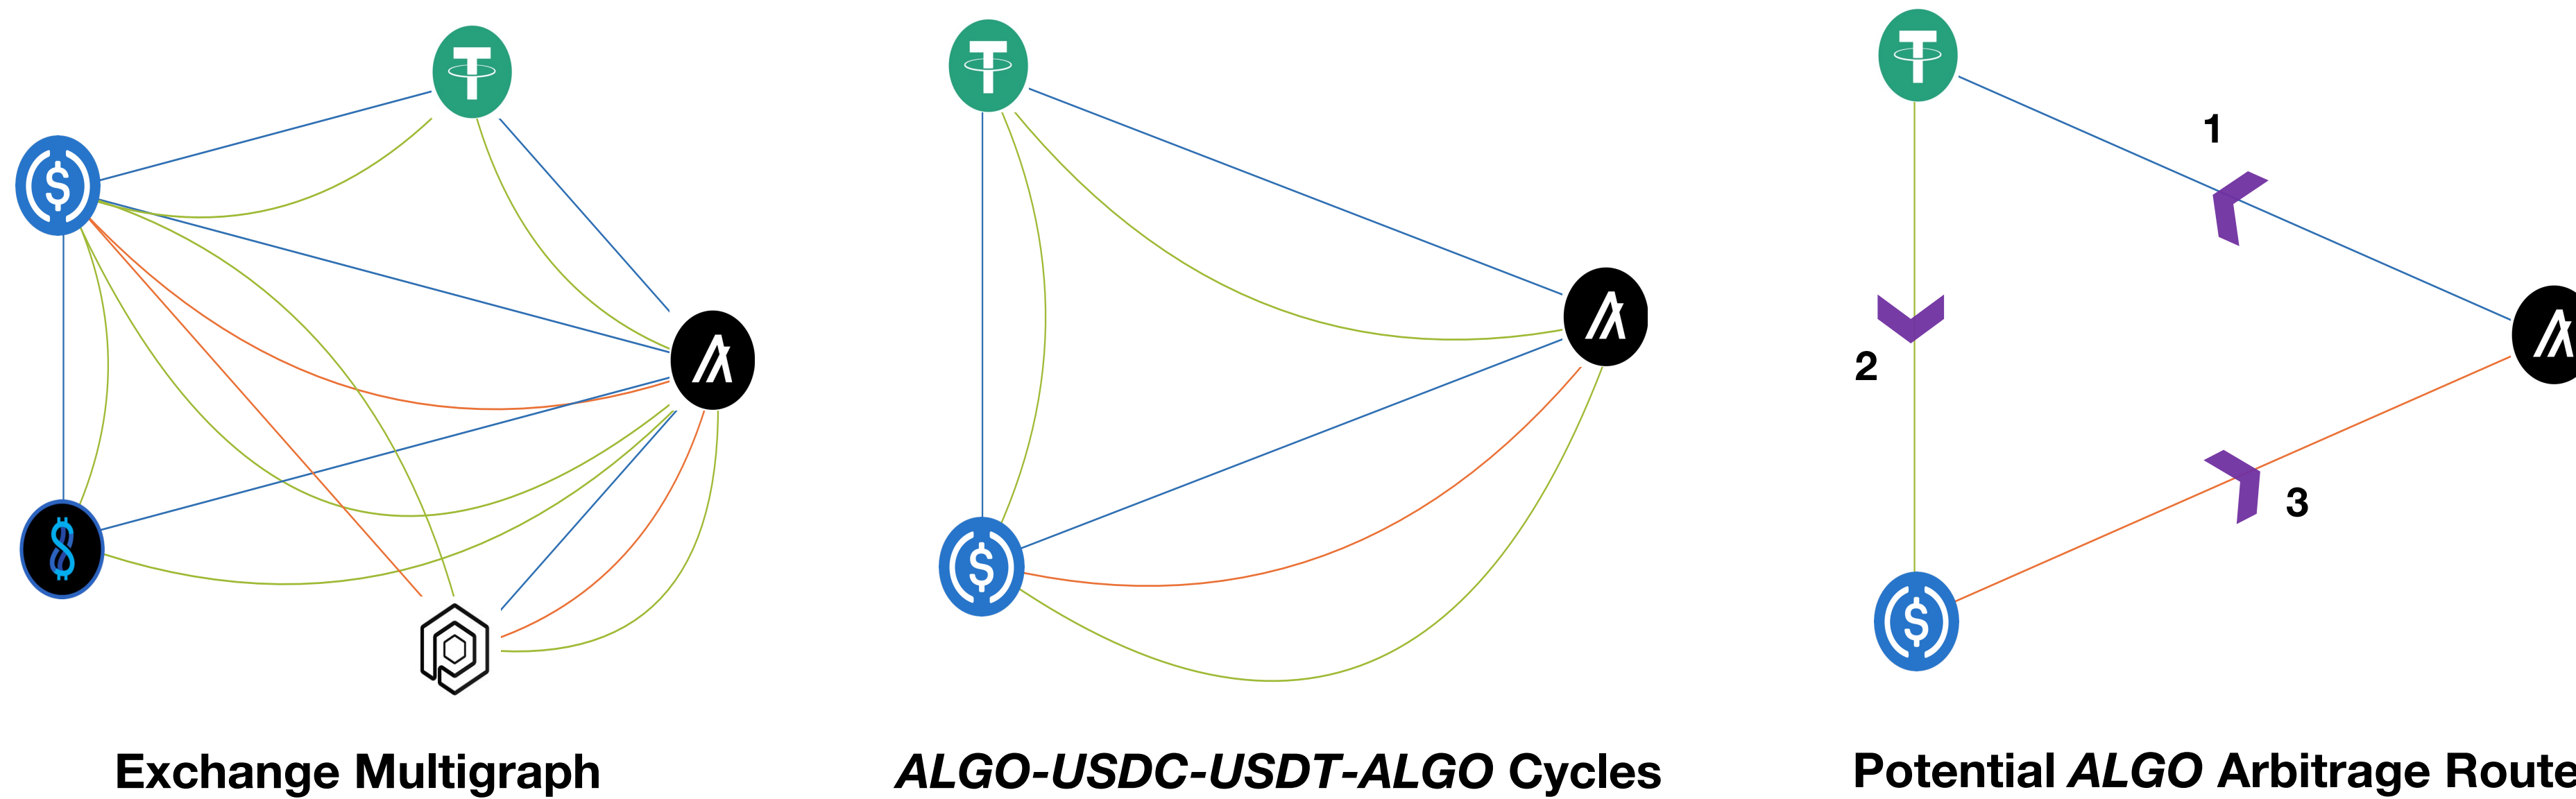 Exchange Multigraph
ALGO-USDC-USDT-ALGO Cycles
1
2
3
Potential ALGO Arbitrage Route